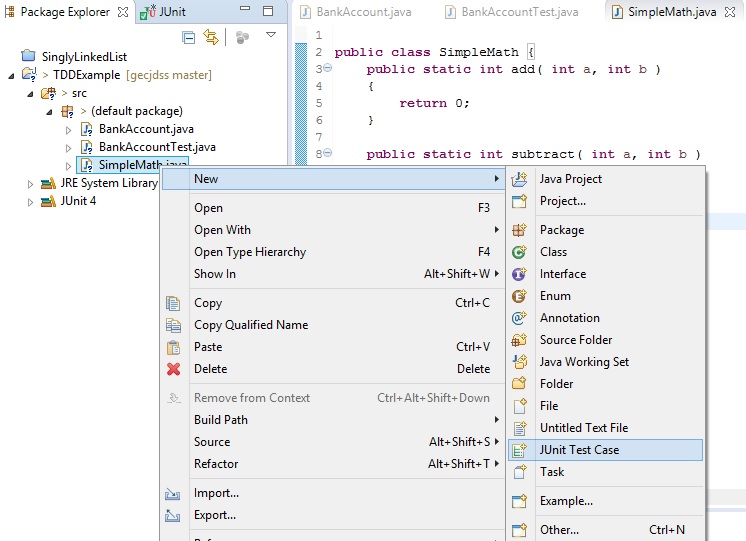 Package Explorer
JUnit
BankAccount.java
BankAccountTest.java
SimpleMath.java
SinglyLinkedList
> TDDExample [gecjdss master]
> src
> (default package)
> BankAccount.java
> BankAccountTest.java
> SimpleMath.java
JRE System Library
JUnit 4
1
2 public class SimpleMath {
3 public static int add( int a, int b )
4 {
5 return 0;
6 }
7
8 public static int subtract( int a, int b )
New
Open F3
Open With
Open Type Hierarchy F4
Show In Alt+Shift+W
Copy Ctrl+C
Copy Qualified Name
Paste Ctrl+V
Delete Delete
Remove from Context Ctrl+Alt+Shift+Down
Build Path
Source Alt+Shift+S
Refactor Alt+Shift+T
Import...
Export...
Java Project
Project...
Package
Class
Interface
Enum
Annotation
Source Folder
Java Working Set
Folder
File
Untitled Text File
JUnit Test Case
Task
Example...
Other... Ctrl+N